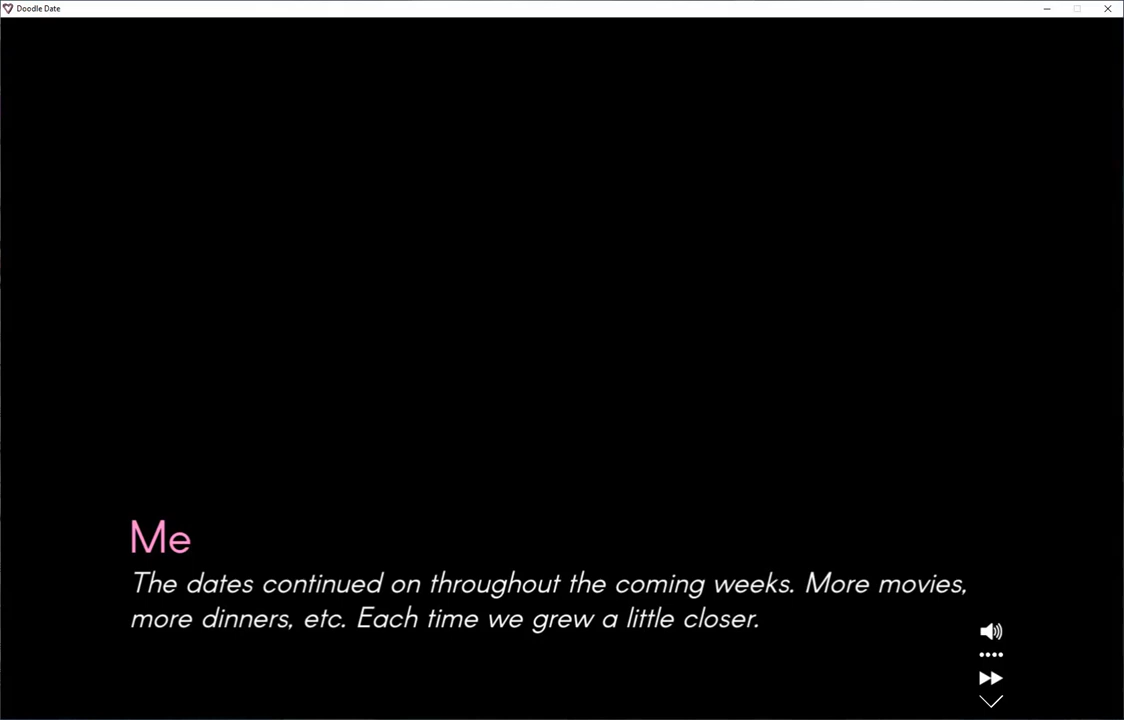 Doodle Date
Me
The dates continued on throughout the coming weeks. More movies,
more dinners, etc. Each time we grew a little closer.